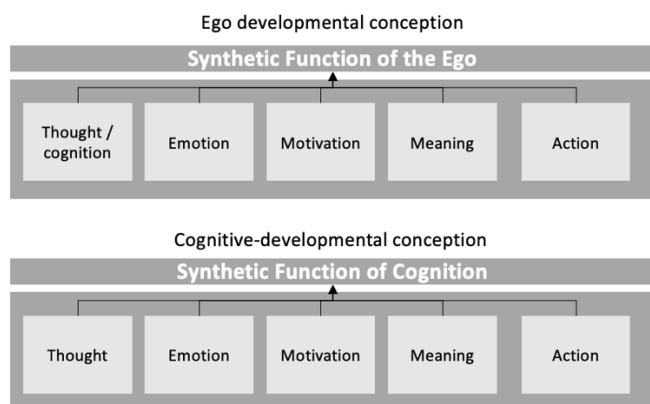 Ego developmental conception
Synthetic Function of the Ego
Thought /
cognition
Emotion
Motivation
Meaning
Action
Cognitive-developmental conception
Synthetic Function of Cognition
Thought
Emotion
Motivation
Meaning
Action